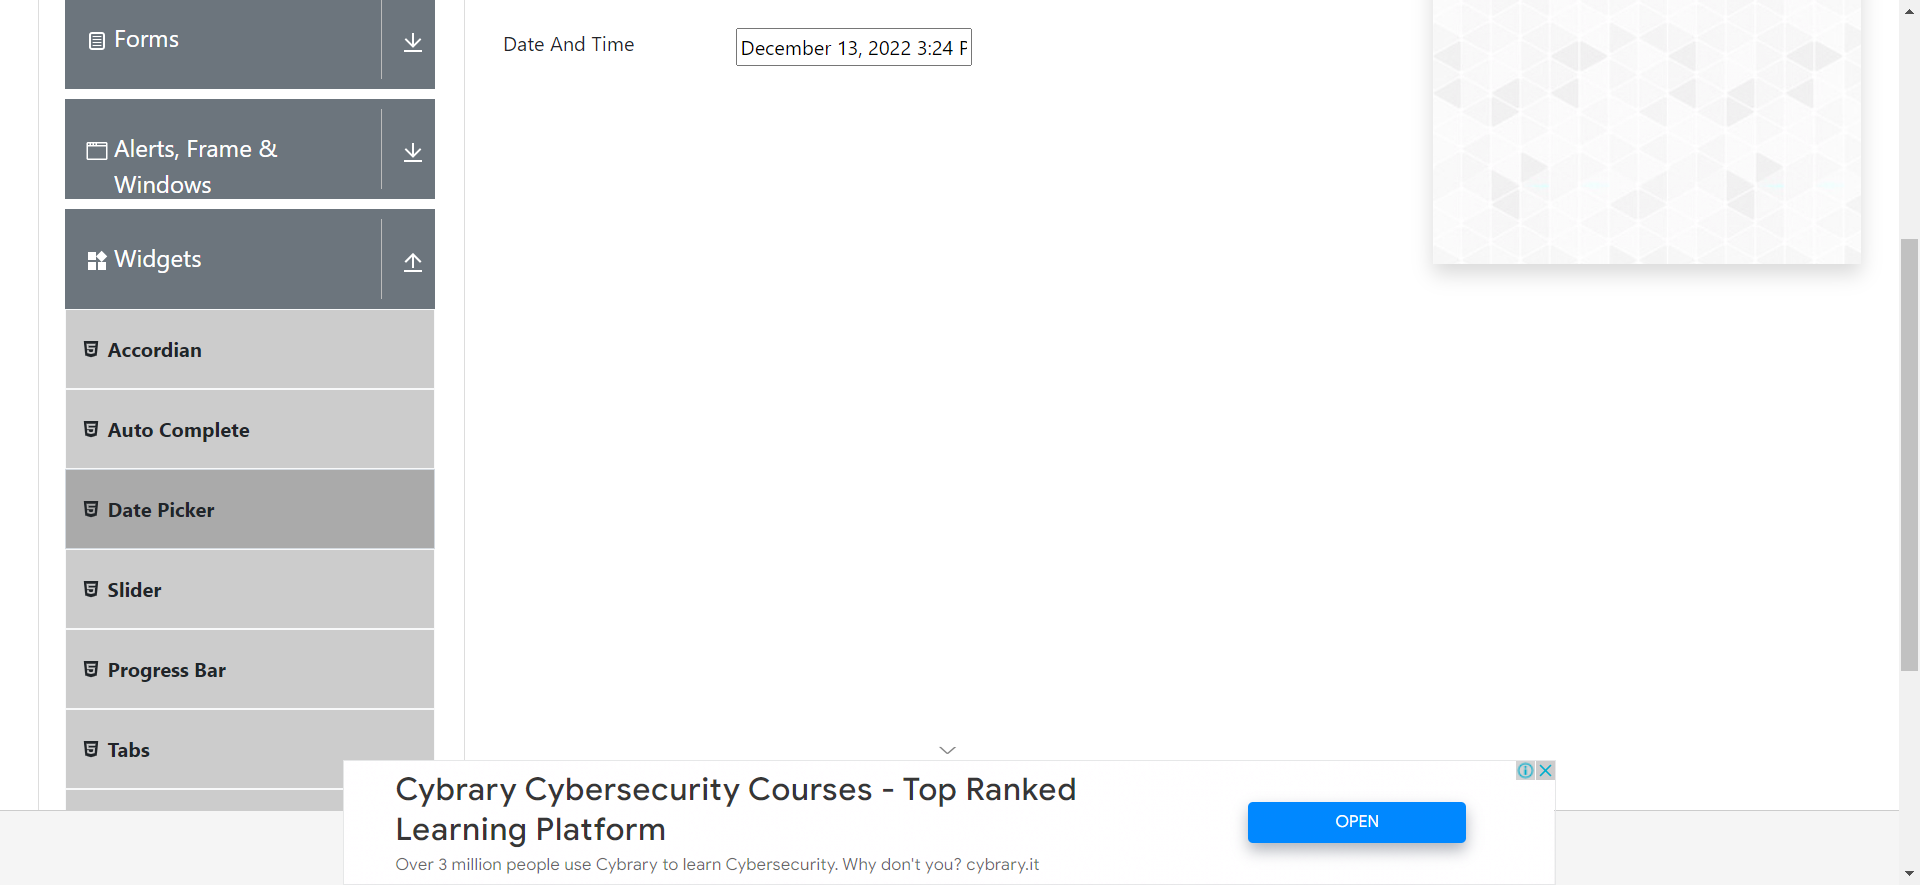 Forms
Date And Time
December 13, 2022 3:24 P
Alerts, Frame &
Windows
Widgets
Accordian
Auto Complete
Date Picker
Slider
Progress Bar
Tabs
Cybrary Cybersecurity Courses - Top Ranked
Learning Platform
Over 3 million people use Cybrary to learn Cybersecurity. Why don't you? cybrary.it
OPEN